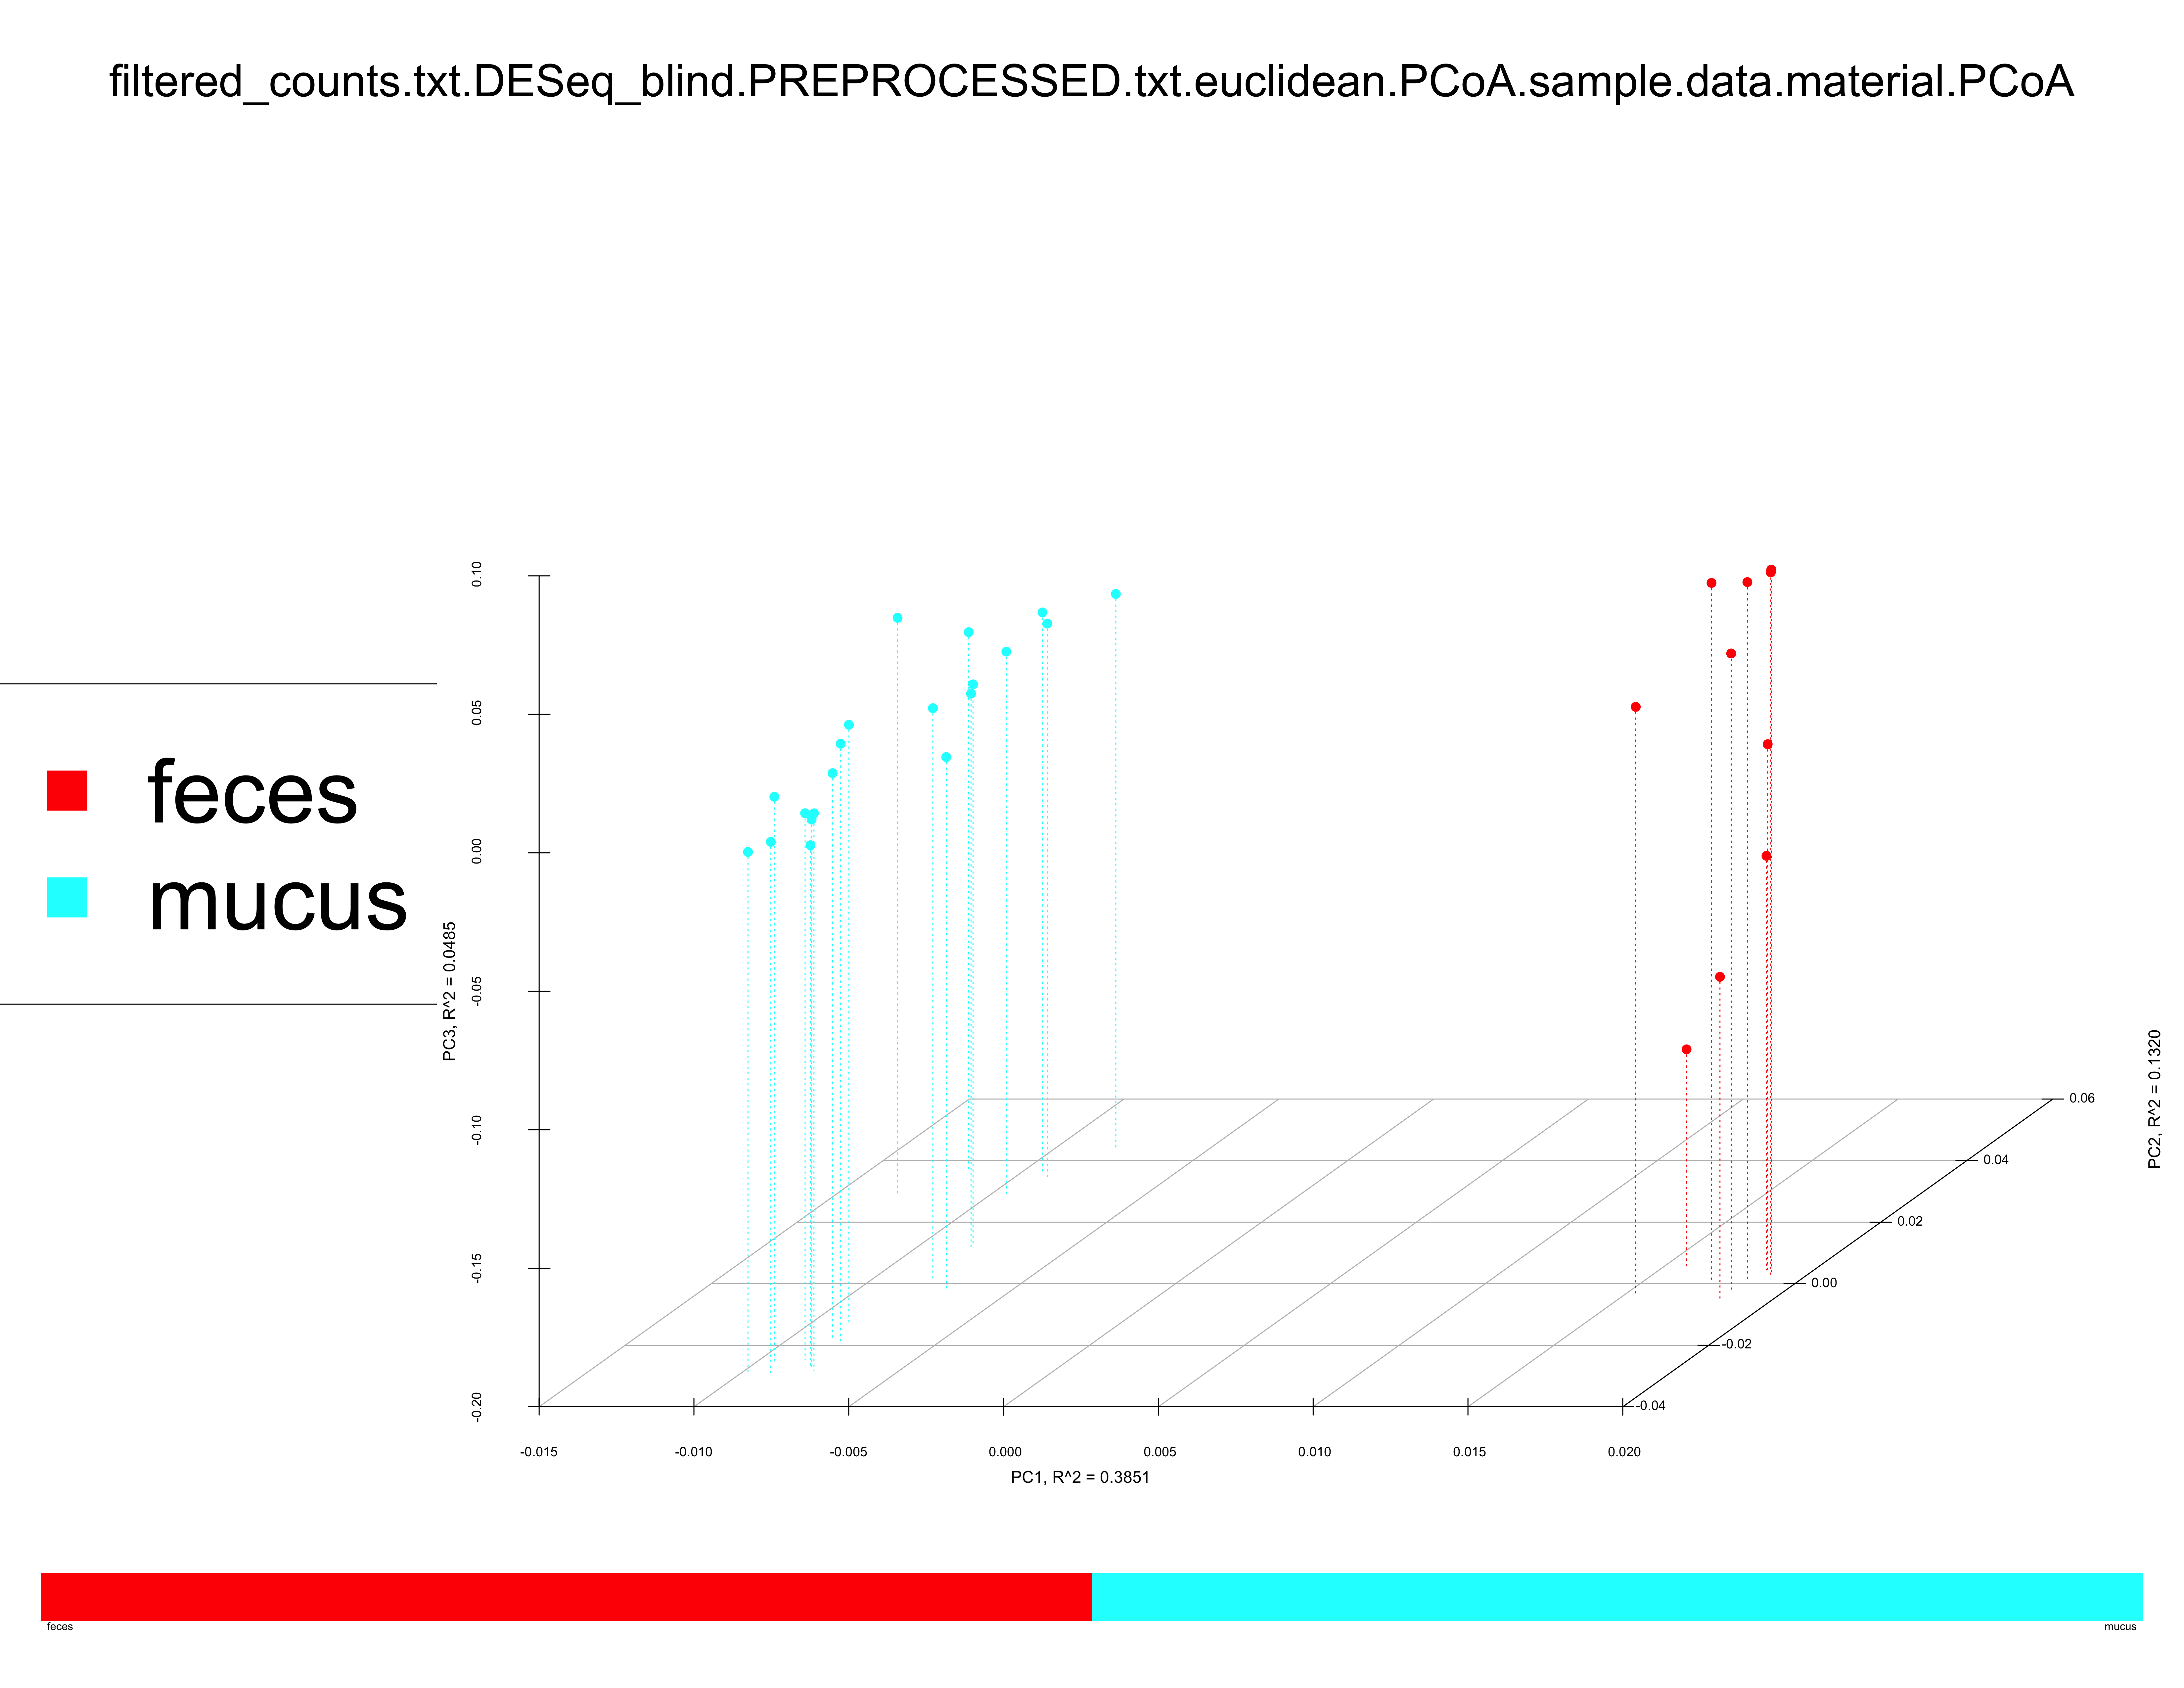 filtered_counts.txt.DESeq_blind.PREPROCESSED.txt.euclidean.PCoA.sample.data.material.PCoA
feces
mucus
PC3, R^2 = 0.0485
0.10
0.05
0.00
-0.05
-0.10
-0.15
-0.20
-0.015
-0.010
-0.005
0.000
0.005
0.010
0.015
0.020
PC1, R^2 = 0.3851
0.06
0.04
0.02
0.00
-0.02
-0.04
PC2, R^2 = 0.1320
feces
mucus